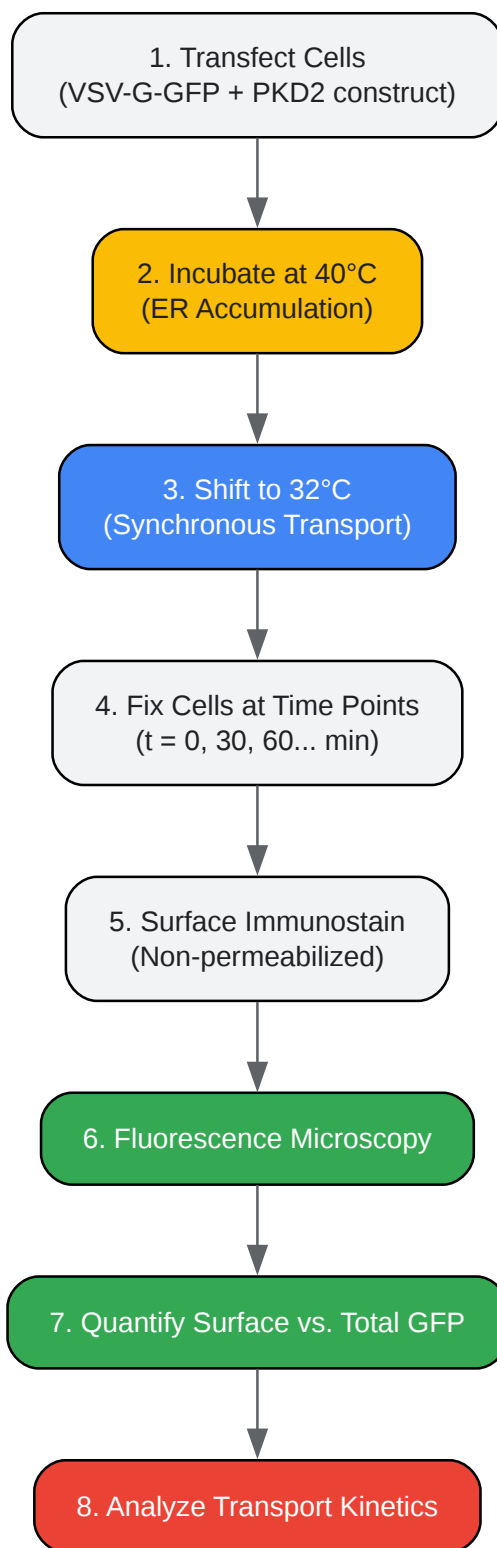 1. Transfect Cells
(VSV-G-GFP + PKD2 construct)
2. Incubate at 40°C
(ER Accumulation)
3. Shift to 32°C
(Synchronous Transport)
4. Fix Cells at Time Points
(t = 0, 30, 60... min)
5. Surface Immunostain
(Non-permeabilized)
6. Fluorescence Microscopy
7. Quantify Surface vs. Total GFP
8. Analyze Transport Kinetics